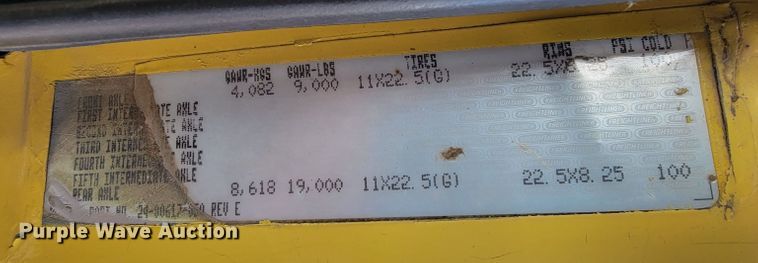 GAWR-KGS GAWR-LBS TIRES RIMS PSI COLD
FRONT AXLE 4,082 9,000 11X22.5(G) 22.5X8.25 100
FIRST INTERMEDIATE AXLE
SECOND INTERMEDIATE AXLE
THIRD INTERMEDIATE AXLE
FOURTH INTERMEDIATE AXLE
FIFTH INTERMEDIATE AXLE
REAR AXLE 8,618 19,000 11X22.5(G) 22.5X8.25 100
PART NO. REV E
Purple Wave Auction